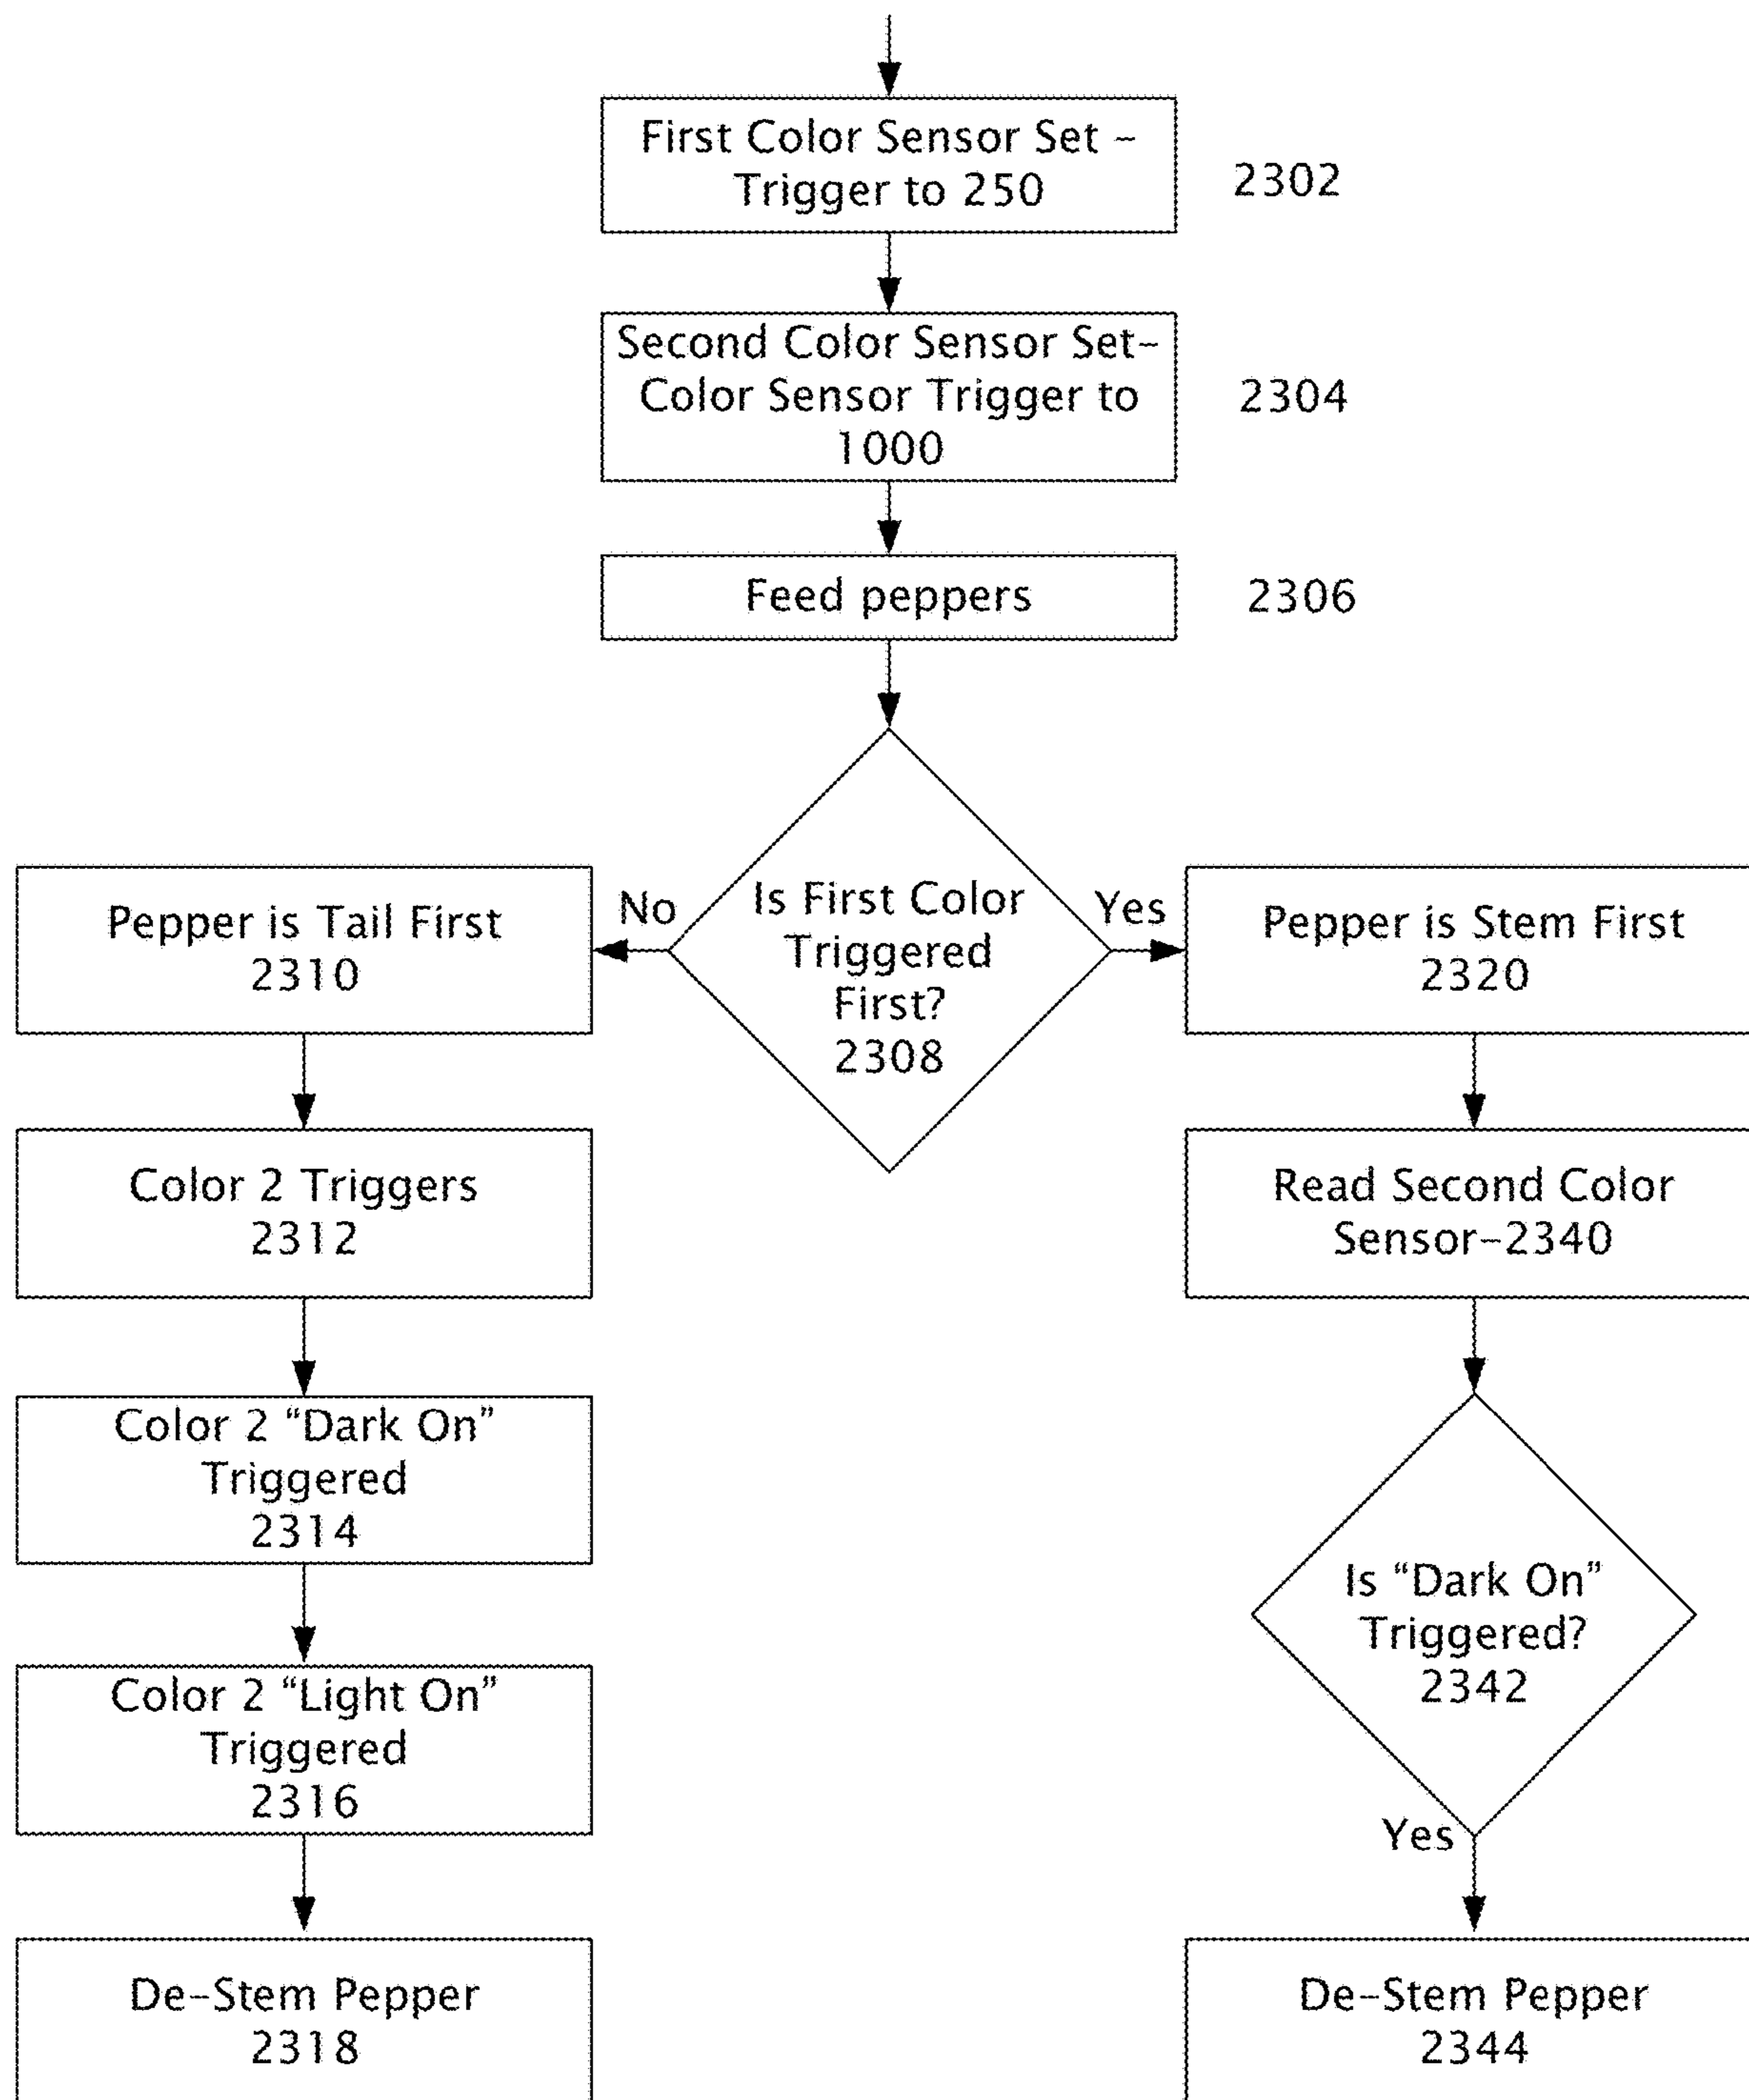 First Color Sensor Set –
Trigger to 250
2302
Second Color Sensor Set–
Color Sensor Trigger to
1000
2304
Feed peppers
2306
Is First Color
Triggered
First?
2308
No
Yes
Pepper is Tail First
2310
Color 2 Triggers
2312
Color 2 “Dark On”
Triggered
2314
Color 2 “Light On”
Triggered
2316
De–Stem Pepper
2318
Pepper is Stem First
2320
Read Second Color
Sensor–2340
Is “Dark On”
Triggered?
2342
Yes
De–Stem Pepper
2344